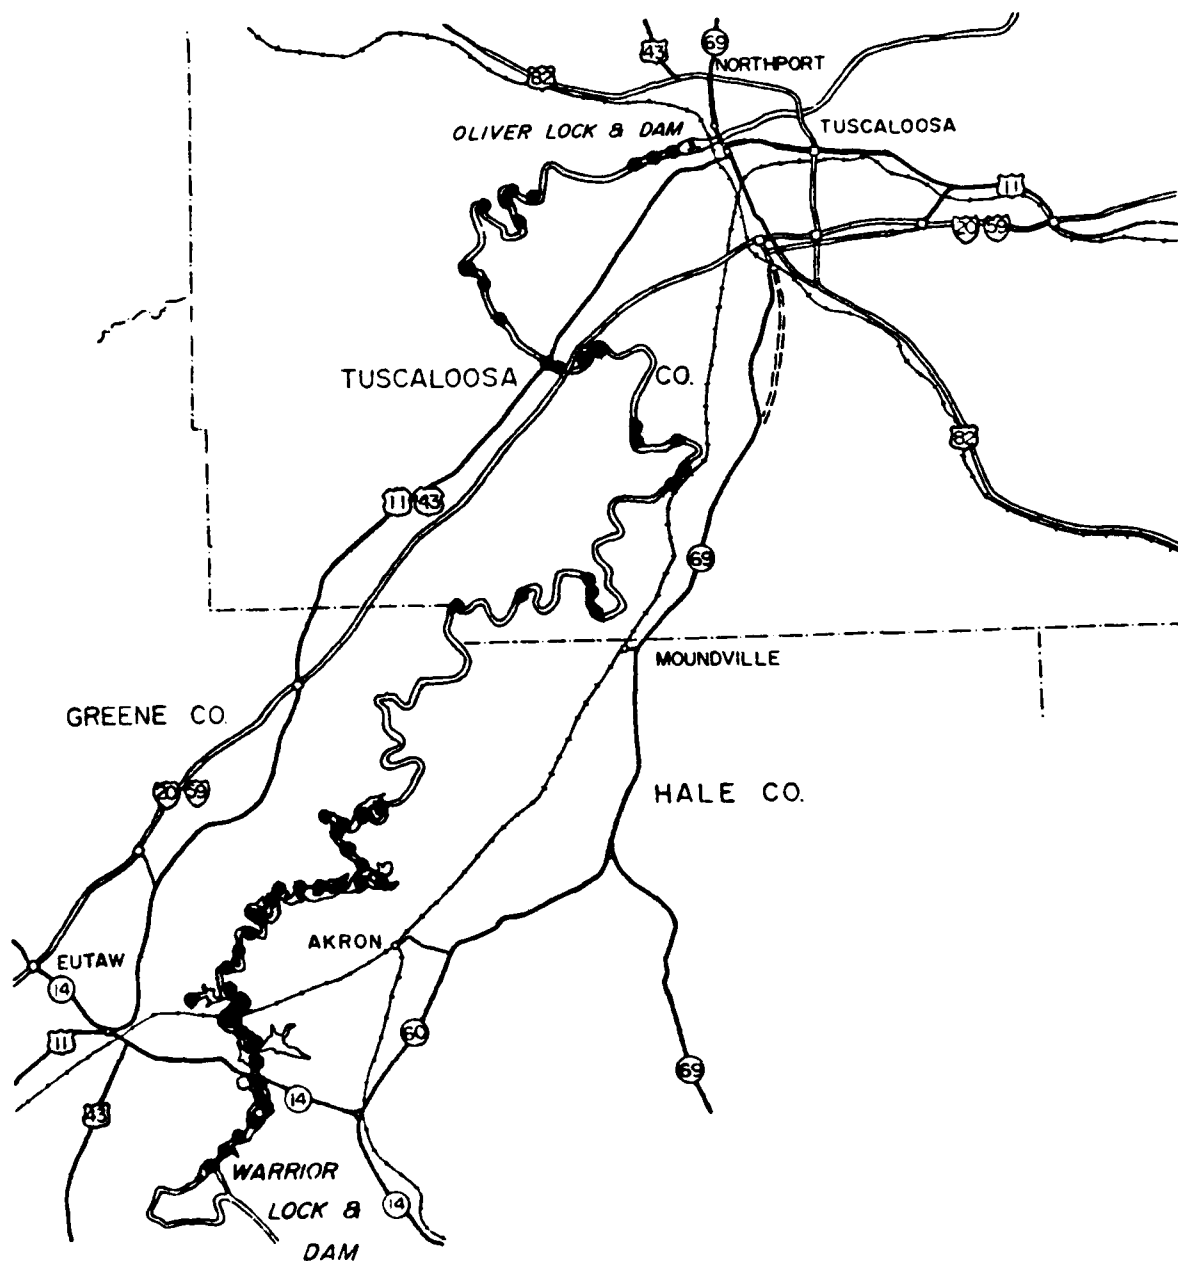 69
43
NORTHPORT
82
OLIVER LOCK & DAM
TUSCALOOSA
11
20 59
TUSCALOOSA CO.
82
11 43
69
MOUNDVILLE
GREENE CO.
20 59
HALE CO.
AKRON
EUTAW
14
60
11
69
14
43
WARRIOR
LOCK &
DAM
14